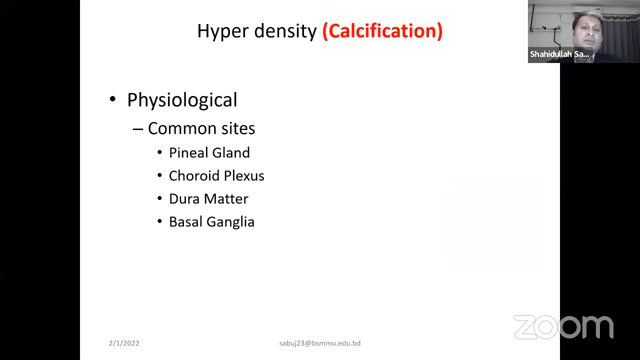 Hyper density (Calcification)
Shahidullah Sa...
• Physiological
– Common sites
• Pineal Gland
• Choroid Plexus
• Dura Matter
• Basal Ganglia
2/1/2022
sabuj23@bsmmu.edu.bd
zoom